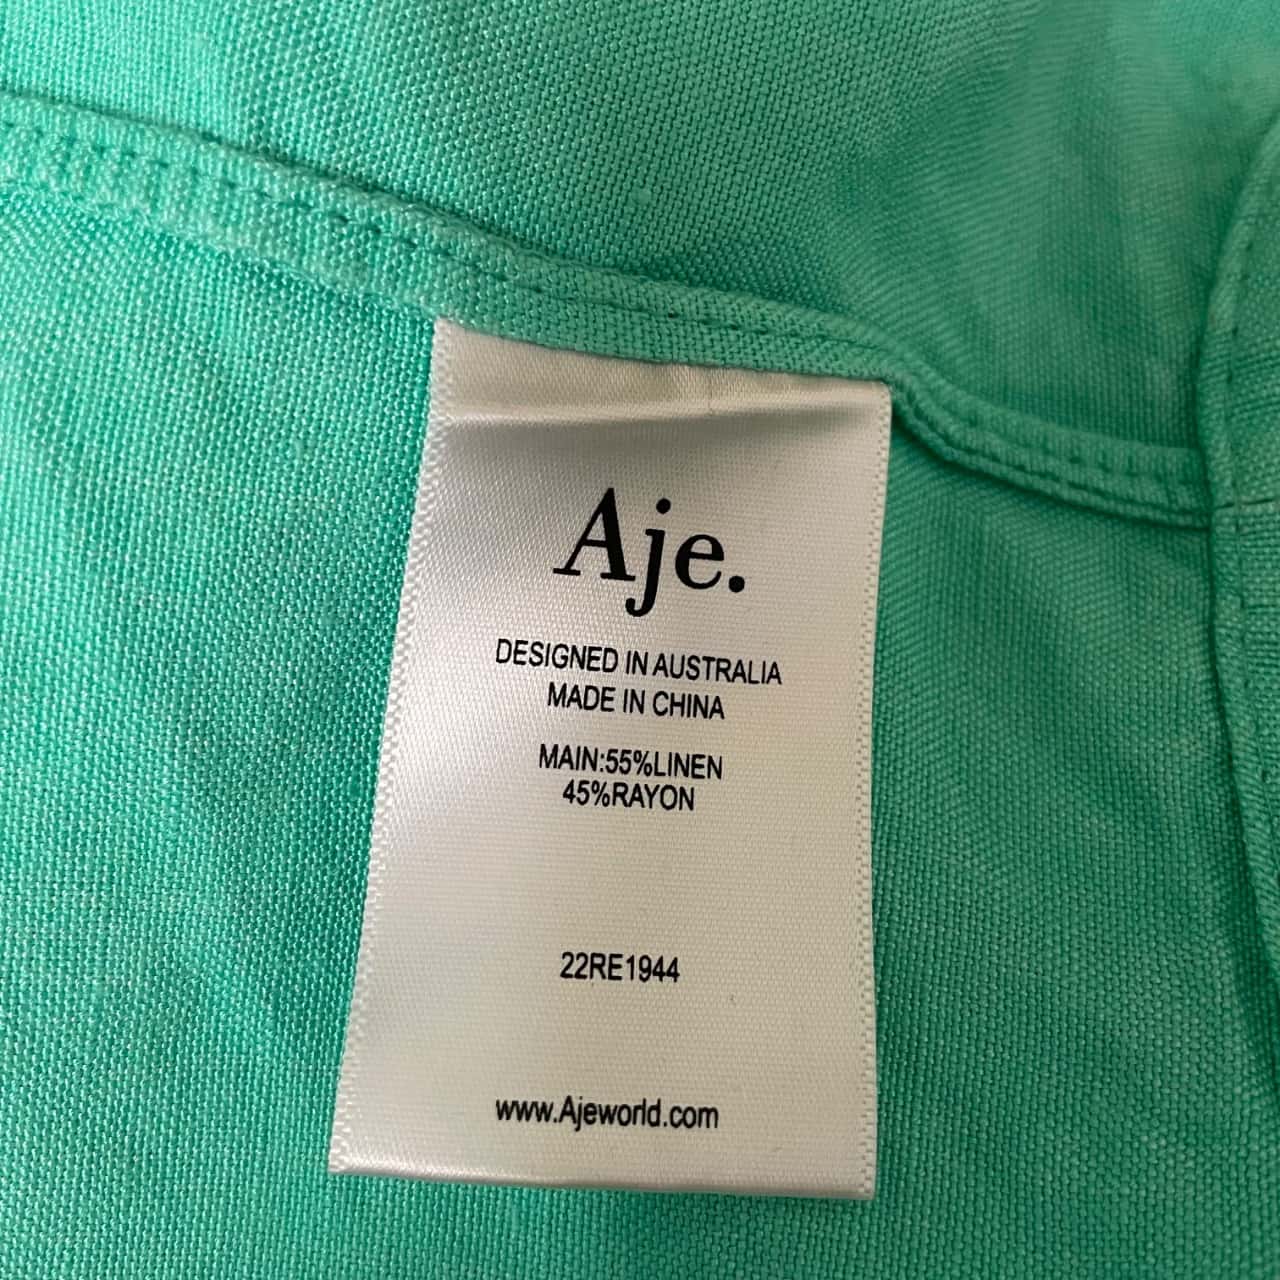 Aje.
DESIGNED IN AUSTRALIA
MADE IN CHINA
MAIN:55%LINEN
45%RAYON
22RE1944
www.Ajeworld.com